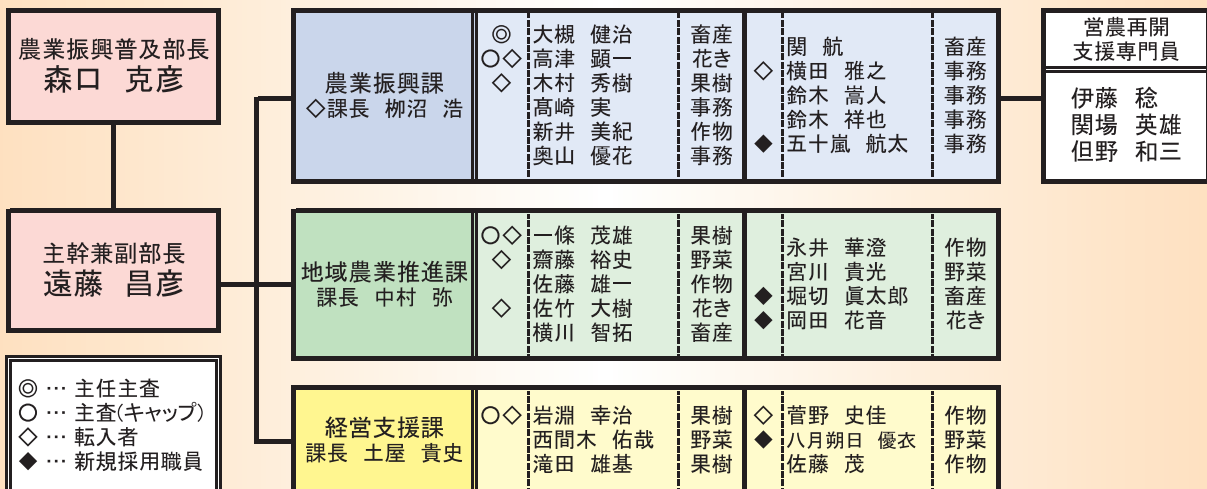 農業振興普及部長
森口 克彦
主幹兼副部長
遠藤 昌彦
◎ … 主任主査
○ … 主査(キャップ)
◇ … 転入者
◆ … 新規採用職員
農業振興課
◇課長 栁沼 浩
◎ 大槻 健治 畜産
○◇ 高津 顕一 花き
◇ 木村 秀樹 果樹
髙崎 実 事務
新井 美紀 作物
奥山 優花 事務
関 航 畜産
◇ 横田 雅之 事務
鈴木 嵩人 事務
鈴木 祥也 事務
◆ 五十嵐 航太 事務
営農再開
支援専門員
伊藤 稔
関場 英雄
但野 和三
地域農業推進課
課長 中村 弥
○◇ 一條 茂雄 果樹
◇ 齋藤 裕史 野菜
佐藤 雄一 作物
◇ 佐竹 大樹 花き
横川 智拓 畜産
永井 華澄 作物
宮川 貴光 野菜
◆ 堀切 眞太郎 畜産
◆ 岡田 花音 花き
経営支援課
課長 土屋 貴史
○◇ 岩淵 幸治 果樹
西間木 佑哉 野菜
滝田 雄基 果樹
◇ 菅野 史佳 作物
◆ 八月朔日 優衣 野菜
佐藤 茂 作物